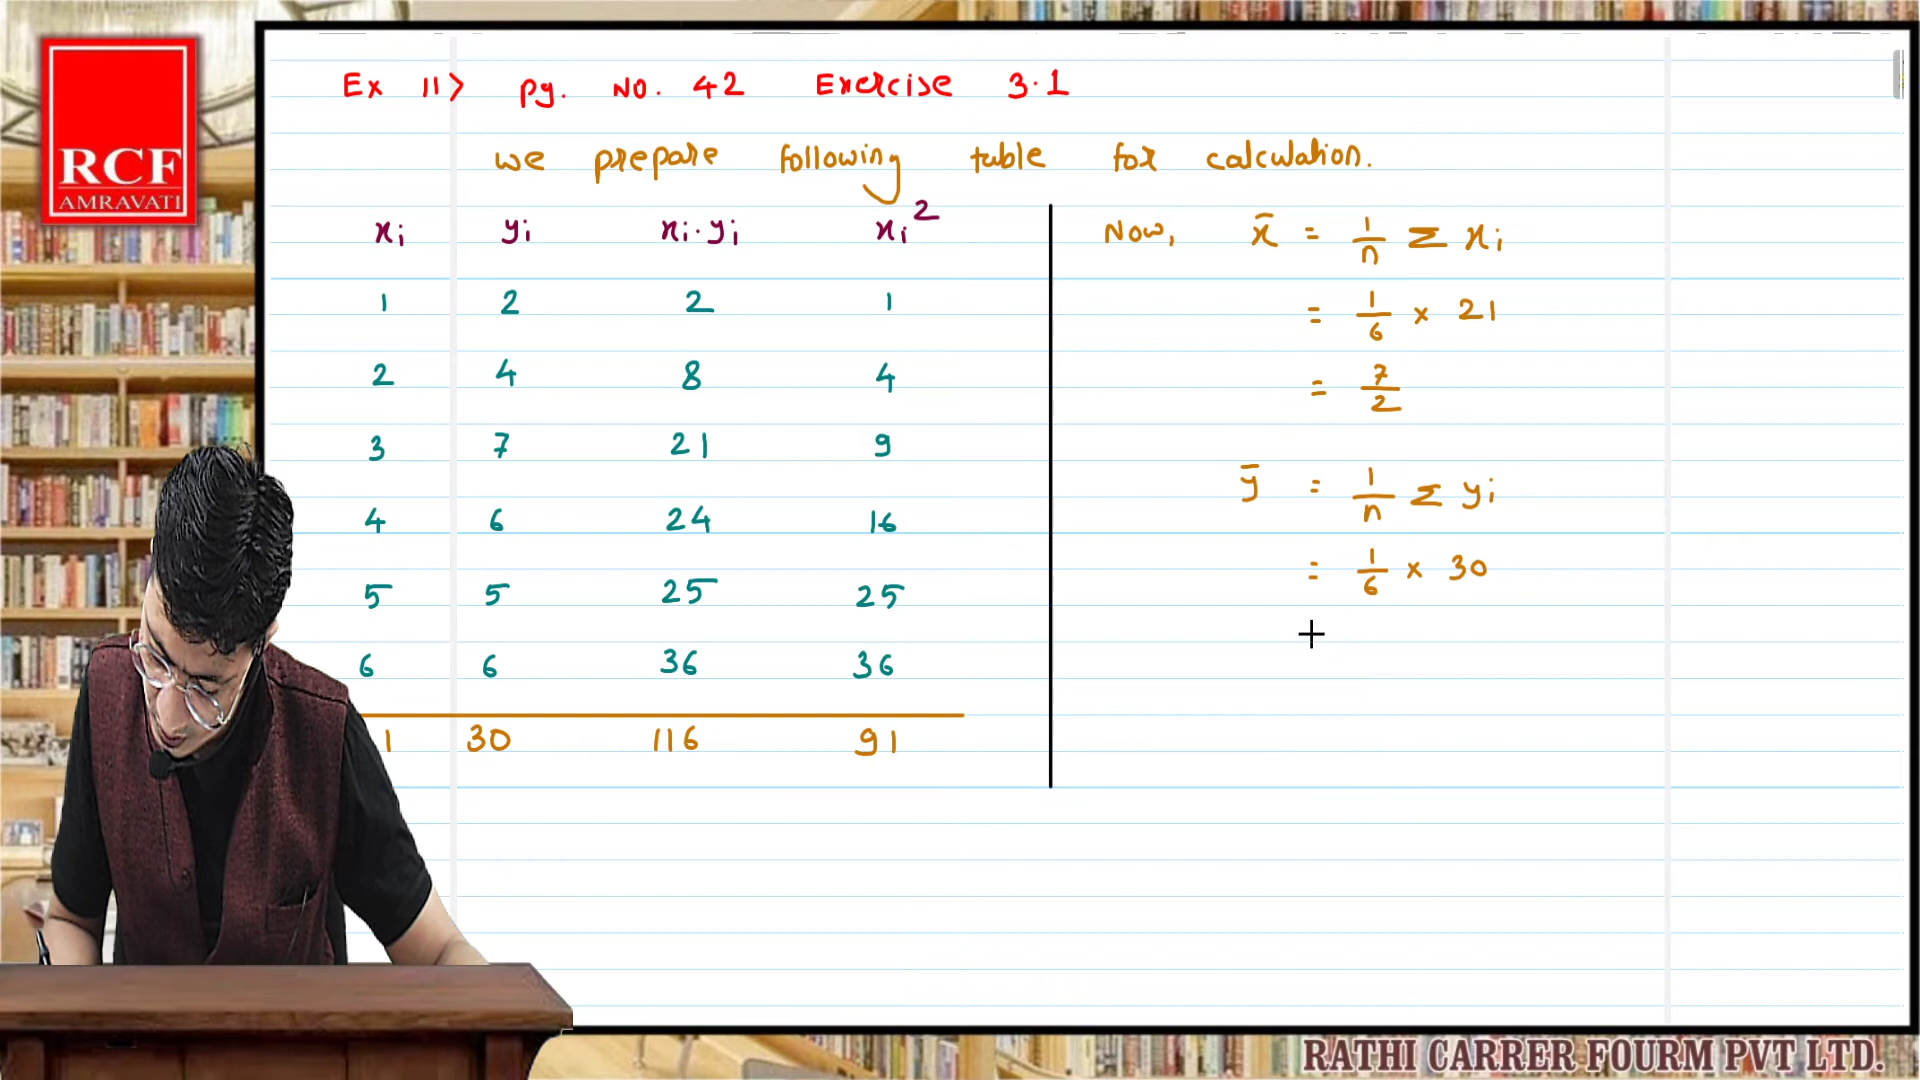 RCF
AMRAVATI
Ex 11> pg. No. 42 Exercise 3.1
we prepare following table for calculation.
xi yi xi.yi xi²
1 2 2 1
2 4 8 4
3 7 21 9
4 6 24 16
5 5 25 25
6 6 36 36
1 30 116 91
Now, x̄ = 1/n Σ xi
= 1/6 × 21
= 7/2
ȳ = 1/n Σ yi
= 1/6 × 30
RATHI CARRER FOURM PVT LTD.